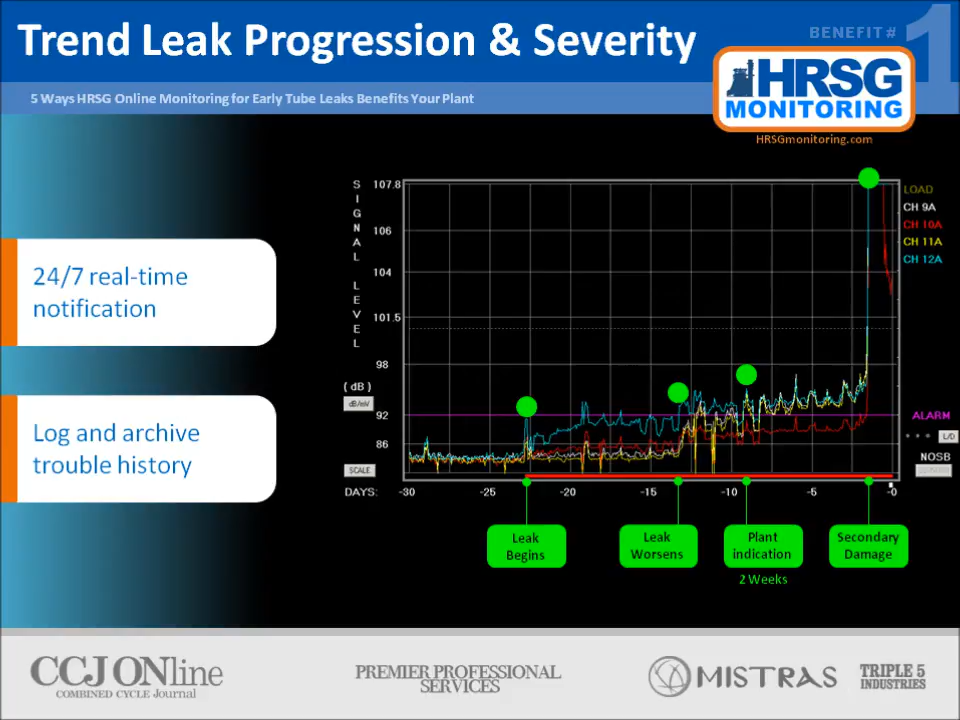 Trend Leak Progression & Severity
BENEFIT # 1
5 Ways HRSG Online Monitoring for Early Tube Leaks Benefits Your Plant
HRSG
MONITORING
HRSGmonitoring.com
24/7 real-time
notification
Log and archive
trouble history
SIGNAL LEVEL
( dB )
dB/mV
SCALE
107.8
106
104
101.5
98
92
86
DAYS: -30 -25 -20 -15 -10 -5 -0
LOAD
CH 9A
CH 10A
CH 11A
CH 12A
ALARM
L/D
NOSB
Leak
Begins
Leak
Worsens
Plant
indication
2 Weeks
Secondary
Damage
CCJ ONline
COMBINED CYCLE Journal
PREMIER PROFESSIONAL
SERVICES
MISTRAS
TRIPLE 5
INDUSTRIES